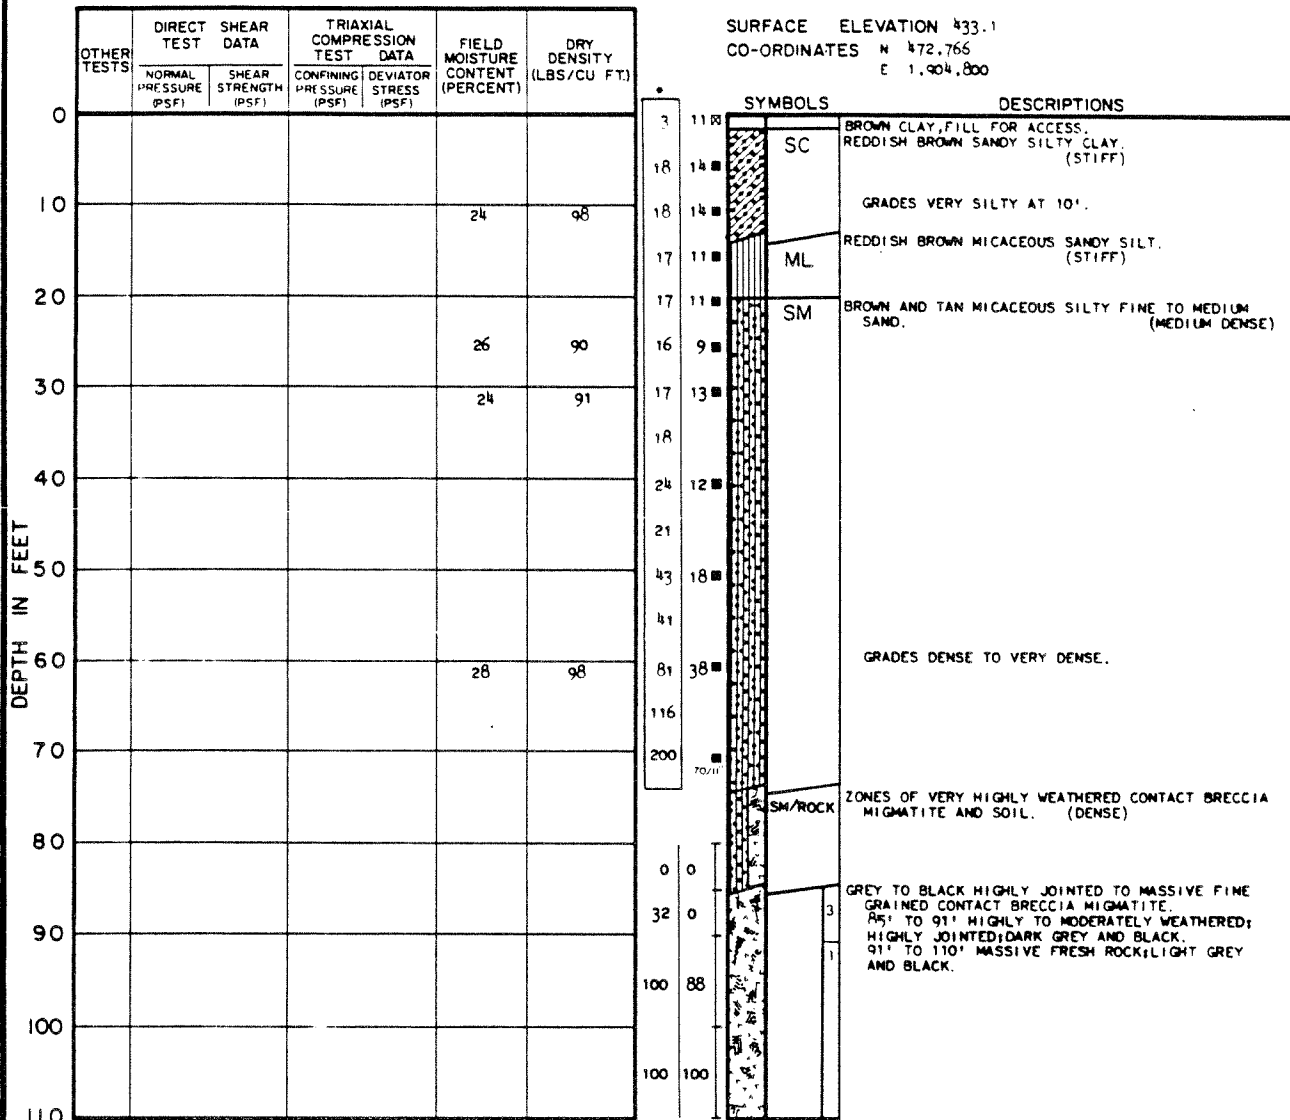 SURFACE ELEVATION 433.1
CO-ORDINATES N 472,766
E 1,904,800
OTHER TESTS
DIRECT SHEAR TEST DATA
NORMAL PRESSURE (PSF)
SHEAR STRENGTH (PSF)
TRIAXIAL COMPRESSION TEST DATA
CONFINING PRESSURE (PSF)
DEVIATOR STRESS (PSF)
FIELD MOISTURE CONTENT (PERCENT)
DRY DENSITY (LBS/CU FT.)
SYMBOLS
DESCRIPTIONS
DEPTH IN FEET
0
3 11
BROWN CLAY, FILL FOR ACCESS.
SC
REDDISH BROWN SANDY SILTY CLAY.
(STIFF)
18 14
10
24 98
18 14
GRADES VERY SILTY AT 10'.
REDDISH BROWN MICACEOUS SANDY SILT.
(STIFF)
17 11
ML
20
17 11
SM
BROWN AND TAN MICACEOUS SILTY FINE TO MEDIUM
SAND. (MEDIUM DENSE)
26 90
16 9
30
24 91
17 13
18
40
24 12
21
50
43 18
41
60
28 98
81 38
GRADES DENSE TO VERY DENSE.
116
70
200
70/11"
SM/ROCK
ZONES OF VERY HIGHLY WEATHERED CONTACT BRECCIA
MIGMATITE AND SOIL. (DENSE)
80
0 0
GREY TO BLACK HIGHLY JOINTED TO MASSIVE FINE
GRAINED CONTACT BRECCIA MIGMATITE.
32 0
3
85' TO 91' HIGHLY TO MODERATELY WEATHERED;
HIGHLY JOINTED;DARK GREY AND BLACK.
90
1
91' TO 110' MASSIVE FRESH ROCK;LIGHT GREY
AND BLACK.
100 88
100
100 100
110